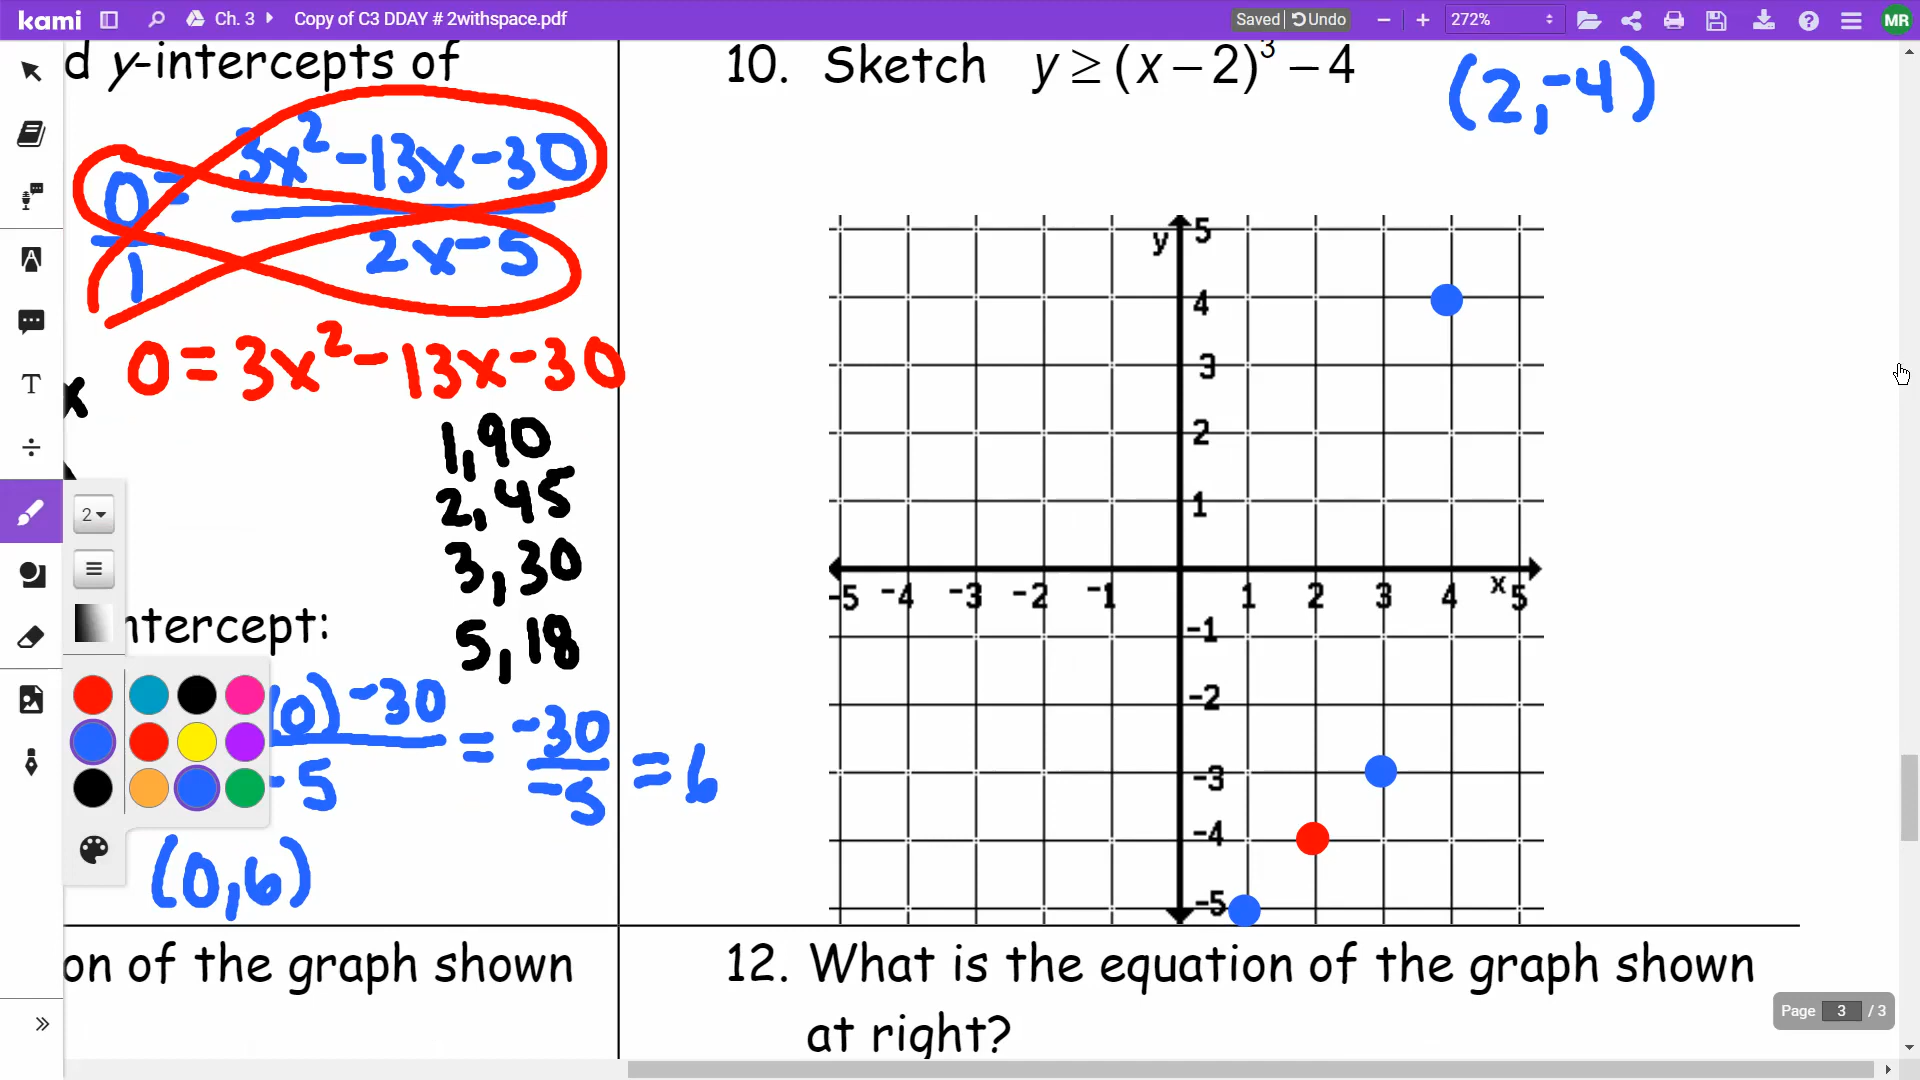 kami Ch. 3 Copy of C3 DDAY # 2withspace.pdf Saved Undo 272% MR
d y-intercepts of
0/1 = (3x² - 13x - 30)/(2x - 5)
0 = 3x² - 13x - 30
x
1, 90
2, 45
3, 30
5, 18
2
ntercept:
(0) - 30 / - 5 = -30/-5 = 6
(0, 6)
on of the graph shown
10. Sketch y ≥ (x – 2)³ – 4
(2, -4)
y
5
4
3
2
1
-5 -4 -3 -2 -1 1 2 3 4 x 5
-1
-2
-3
-4
-5
12. What is the equation of the graph shown
at right?
Page 3 / 3